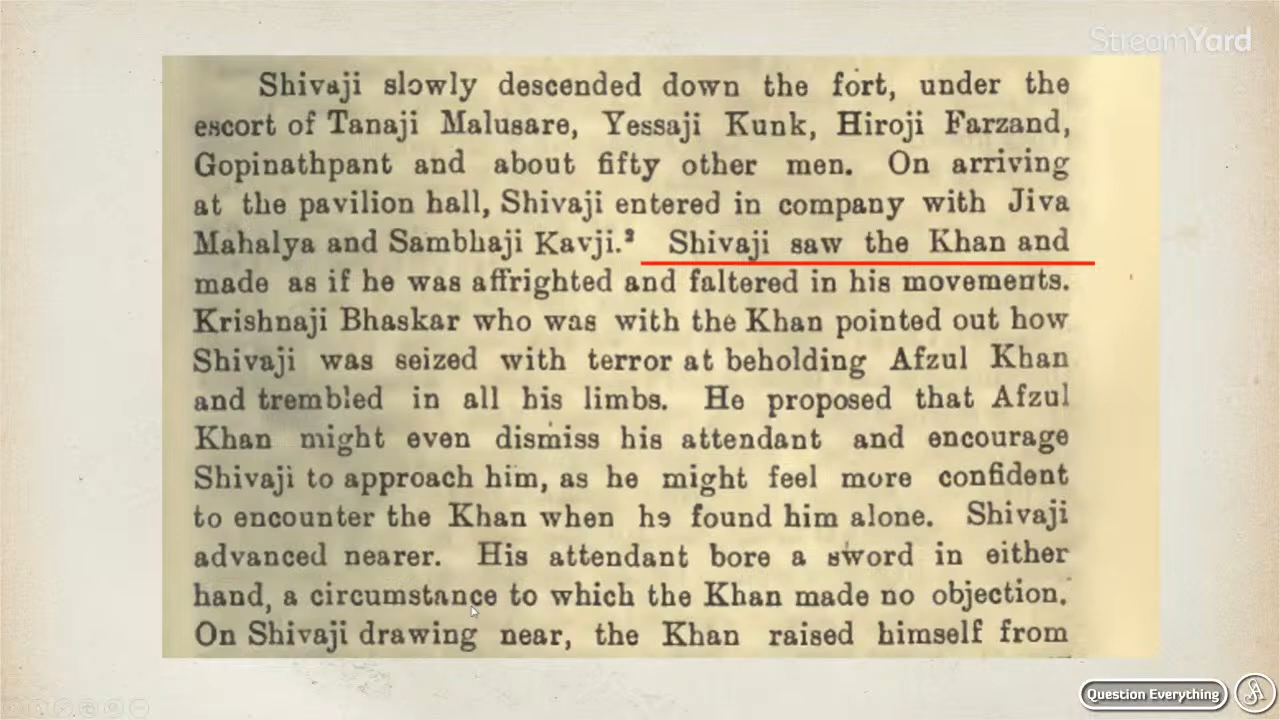 StreamYard
Shivaji slowly descended down the fort, under the
escort of Tanaji Malusare, Yessaji Kunk, Hiroji Farzand,
Gopinathpant and about fifty other men. On arriving
at the pavilion hall, Shivaji entered in company with Jiva
Mahalya and Sambhaji Kavji.² Shivaji saw the Khan and
made as if he was affrighted and faltered in his movements.
Krishnaji Bhaskar who was with the Khan pointed out how
Shivaji was seized with terror at beholding Afzul Khan
and trembled in all his limbs. He proposed that Afzul
Khan might even dismiss his attendant and encourage
Shivaji to approach him, as he might feel more confident
to encounter the Khan when he found him alone. Shivaji
advanced nearer. His attendant bore a sword in either
hand, a circumstance to which the Khan made no objection.
On Shivaji drawing near, the Khan raised himself from
Question Everything